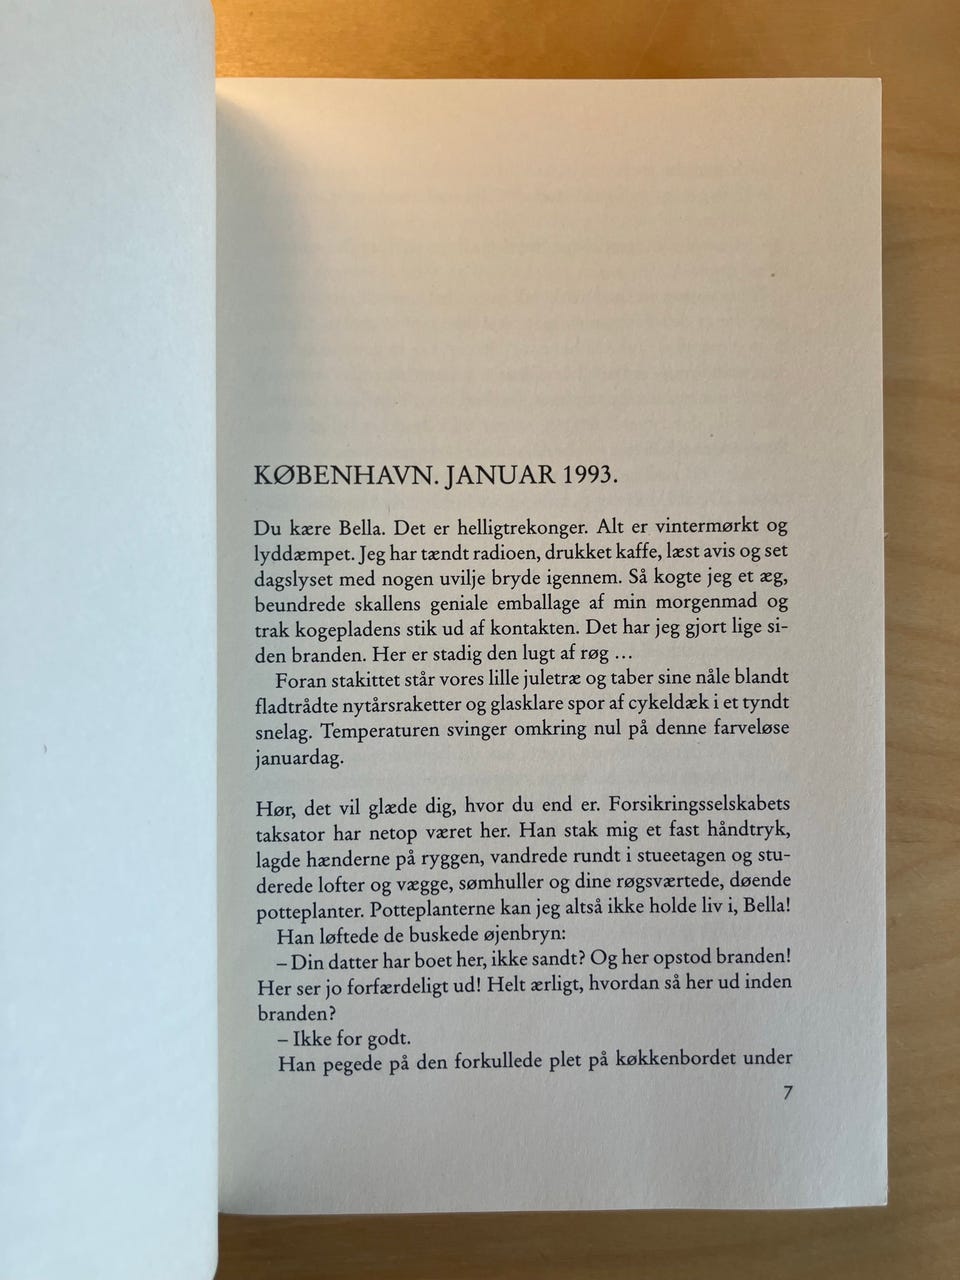 KØBENHAVN. JANUAR 1993.
Du kære Bella. Det er helligtrekonger. Alt er vintermørkt og
lyddæmpet. Jeg har tændt radioen, drukket kaffe, læst avis og set
dagslyset med nogen uvilje bryde igennem. Så kogte jeg et æg,
beundrede skallens geniale emballage af min morgenmad og
trak kogepladens stik ud af kontakten. Det har jeg gjort lige si-
den branden. Her er stadig den lugt af røg …
Foran stakittet står vores lille juletræ og taber sine nåle blandt
fladtrådte nytårsraketter og glasklare spor af cykeldæk i et tyndt
snelag. Temperaturen svinger omkring nul på denne farveløse
januardag.
Hør, det vil glæde dig, hvor du end er. Forsikringsselskabets
taksator har netop været her. Han stak mig et fast håndtryk,
lagde hænderne på ryggen, vandrede rundt i stueetagen og stu-
derede lofter og vægge, sømhuller og dine røgsværtede, døende
potteplanter. Potteplanterne kan jeg altså ikke holde liv i, Bella!
Han løftede de buskede øjenbryn:
– Din datter har boet her, ikke sandt? Og her opstod branden!
Her ser jo forfærdeligt ud! Helt ærligt, hvordan så her ud inden
branden?
– Ikke for godt.
Han pegede på den forkullede plet på køkkenbordet under
7